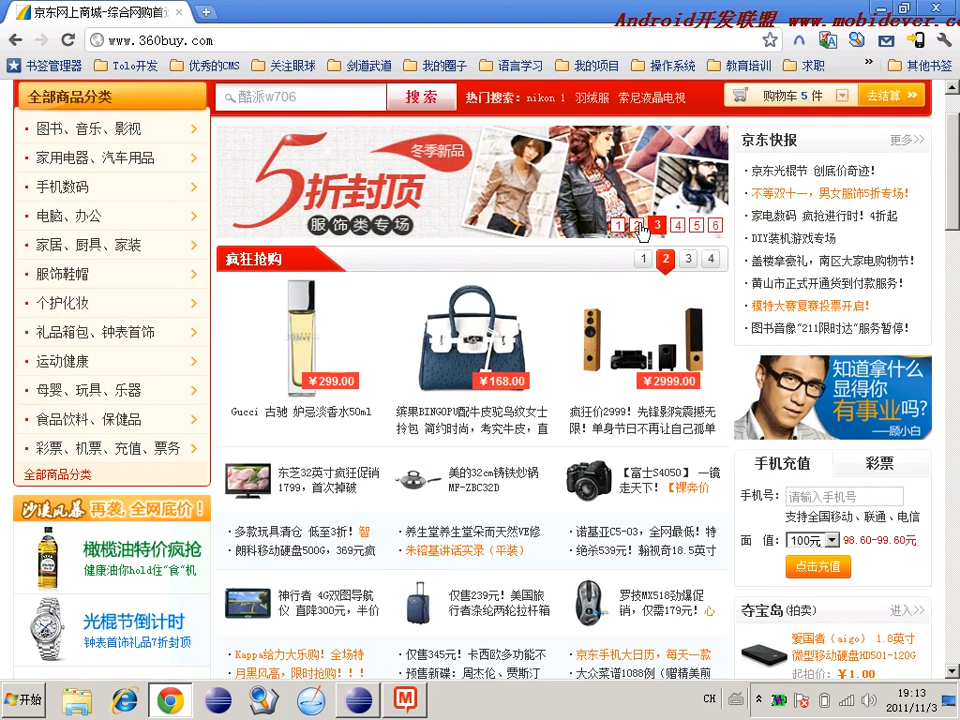 京东网上商城-综合网购首选
Android开发联盟 www.mobidever.c
www.360buy.com
书签管理器 Tolo开发 优秀的CMS 关注眼球 剑道武道 我的圈子 语言学习 我的项目 操作系统 教育培训 求职 » 其他书签
全部商品分类
酷派w706
搜索
热门搜索: nikon 1 羽绒服 索尼液晶电视
购物车 5 件
去结算 »
图书、音乐、影视
家用电器、汽车用品
手机数码
电脑、办公
家居、厨具、家装
服饰鞋帽
个护化妆
礼品箱包、钟表首饰
运动健康
母婴、玩具、乐器
食品饮料、保健品
彩票、机票、充值、票务
全部商品分类
沙漠风暴 再袭,全网底价!
橄榄油特价疯抢
健康油你hold住"食"机
光棍节倒计时
钟表首饰礼品7折封顶
冬季新品
5折封顶
服饰类专场
1 2 3 4 5 6
疯狂抢购
1 2 3 4
¥299.00
¥168.00
¥2999.00
Gucci 古驰 妒忌淡香水50ml
缤果BINGOPU配牛皮鸵鸟纹女士
拎包 简约时尚,考究牛皮,直
疯狂价2999!先锋影院震撼无
限!单身节日不再让自己孤单
东芝32英寸疯狂促销
1799,首次掉破
美的32cm铸铁炒锅
MF-ZBC32D
【富士S4050】一镜
走天下!【裸奔价
·多款玩具清仓 低至3折!智
·朗科移动硬盘500G,369元疯
·养生堂养生堂朵而天然VE修
·朱镕基讲话实录(平装)
·诺基亚C5-03,全网最低!特
·绝杀539元!瀚视奇18.5英寸
神行者 4G双图导航
仪 直降300元,半价
仅售239元!美国旅
行者涤纶两轮拉杆箱
罗技MX518劲爆促
销,仅需179元!心
·Kappa给力大乐购!全场特
·月黑风高,限时抢购!!!
·仅售345元!卡西欧多功能不
·预售新碟:周杰伦、贾斯汀
·京东手机大日历,每天一款
·大众菜谱1088例(赠精美煎
京东快报 更多>>
·京东光棍节 创底价奇迹!
·不等双十一,男女服饰5折专场!
·家电数码 疯抢进行时!4折起
·DIY装机游戏专场
·盖楼拿豪礼,南区大家电购物节!
·黄山市正式开通货到付款服务!
·模特大赛复赛投票开启!
·图书音像"211限时达"服务暂停!
知道拿什么
显得你
有事业吗?
——顾小白
手机充值 彩票
手机号: 请输入手机号
支持全国移动、联通、电信
面 值: 100元 98.60-99.60元
点击充值
夺宝岛(拍卖) 进入>>
爱国者(aigo) 1.8英寸
微型移动硬盘HD501-120G
起拍价: ¥1.00
开始
CH
19:13
2011/11/3